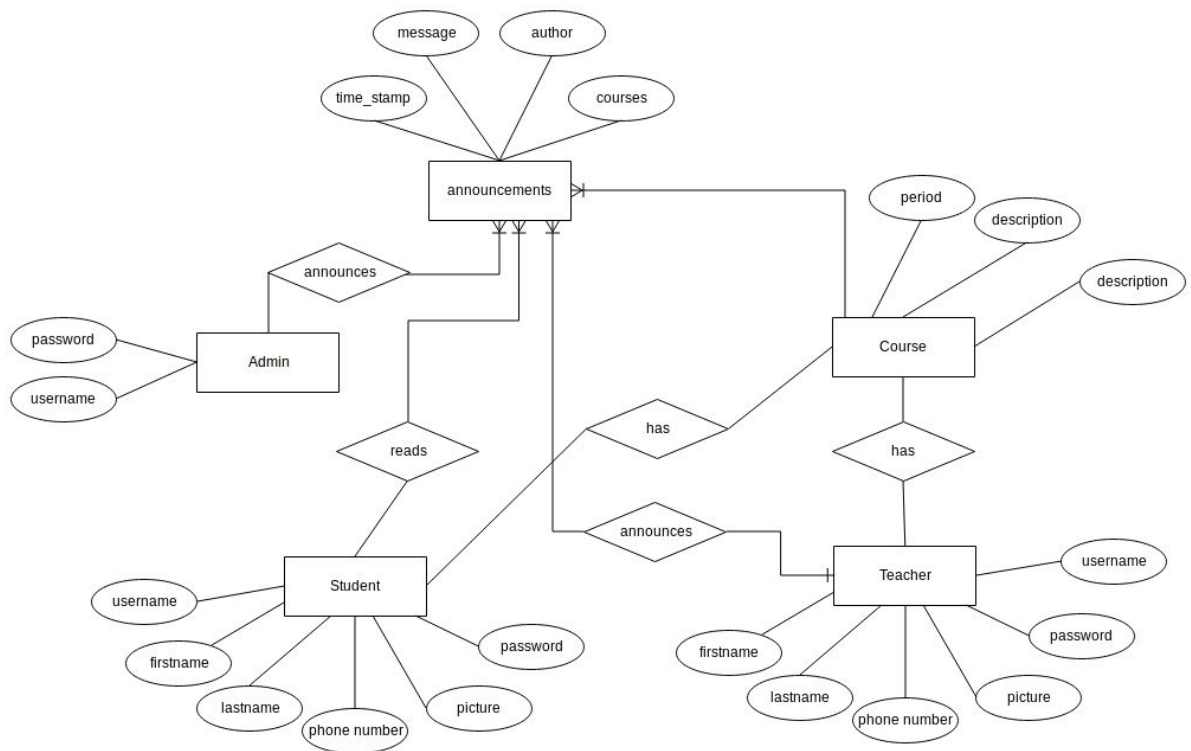 message
author
time_stamp
courses
announcements
period
description
description
announces
password
Admin
username
Course
has
reads
has
announces
Student
Teacher
username
username
firstname
lastname
phone number
picture
password
firstname
lastname
phone number
picture
password